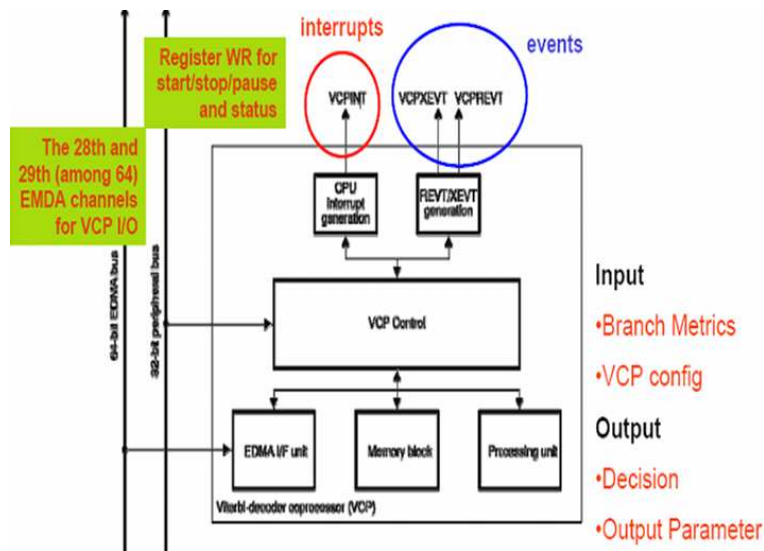 interrupts
events
Register WR for
start/stop/pause
and status
VCPINT
VCPXEVT VCPREVT
The 28th and
29th (among 64)
EMDA channels
for VCP I/O
CPU
interrupt
generation
REVT/XEVT
generation
64-bit EDMA bus
32-bit peripheral bus
VCP Control
Input
•Branch Metrics
•VCP config
Output
•Decision
•Output Parameter
EDMA I/F unit
Memory block
Processing unit
Viterbi-decoder coprocessor (VCP)